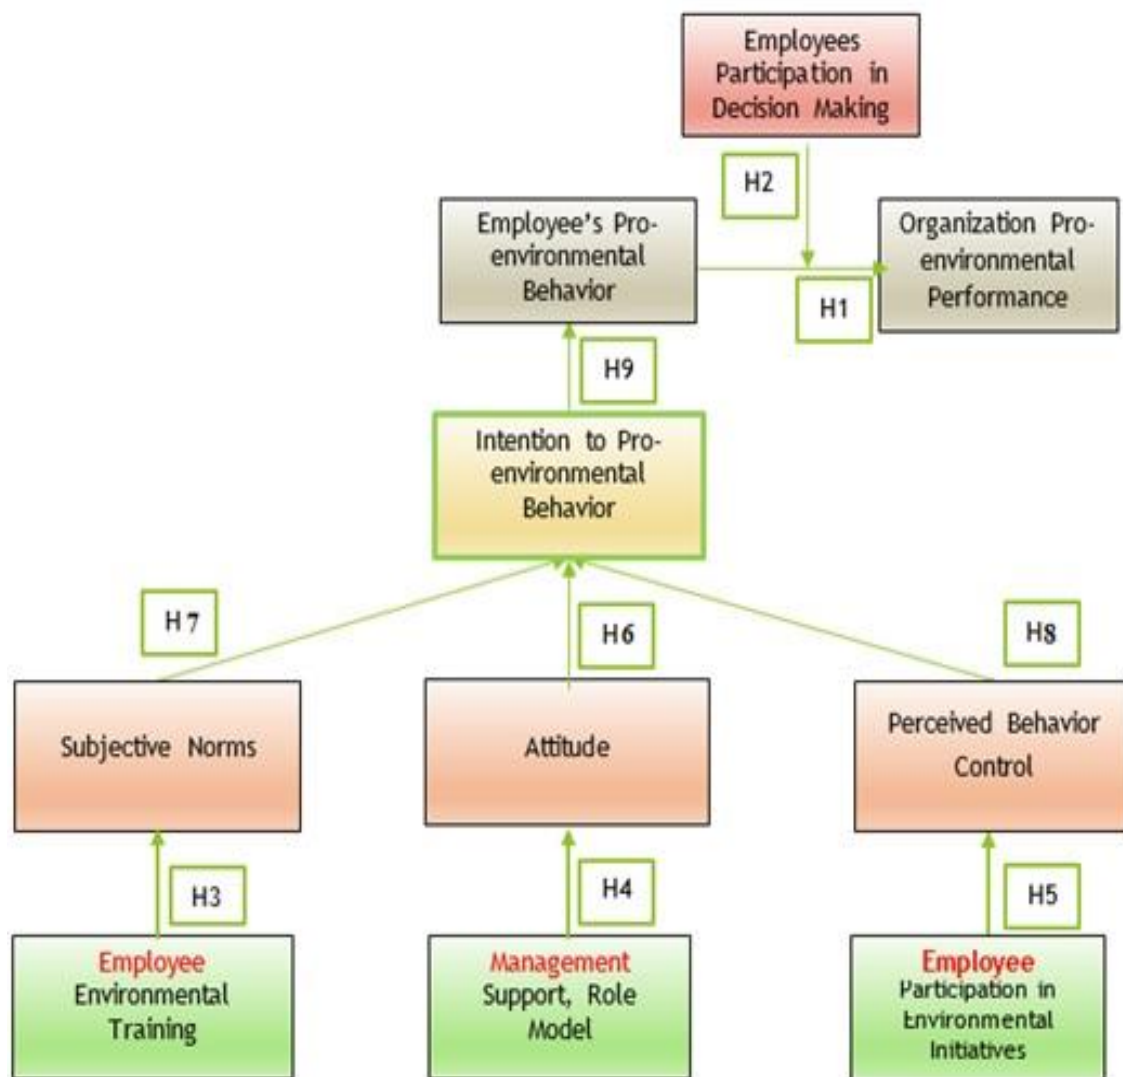 Employees
Participation in
Decision Making
H2
Employee's Pro-
environmental
Behavior
Organization Pro-
environmental
Performance
H1
H9
Intention to Pro-
environmental
Behavior
H7
H6
H8
Subjective Norms
Attitude
Perceived Behavior
Control
H3
H4
H5
Employee
Environmental
Training
Management
Support, Role
Model
Employee
Participation in
Environmental
Initiatives